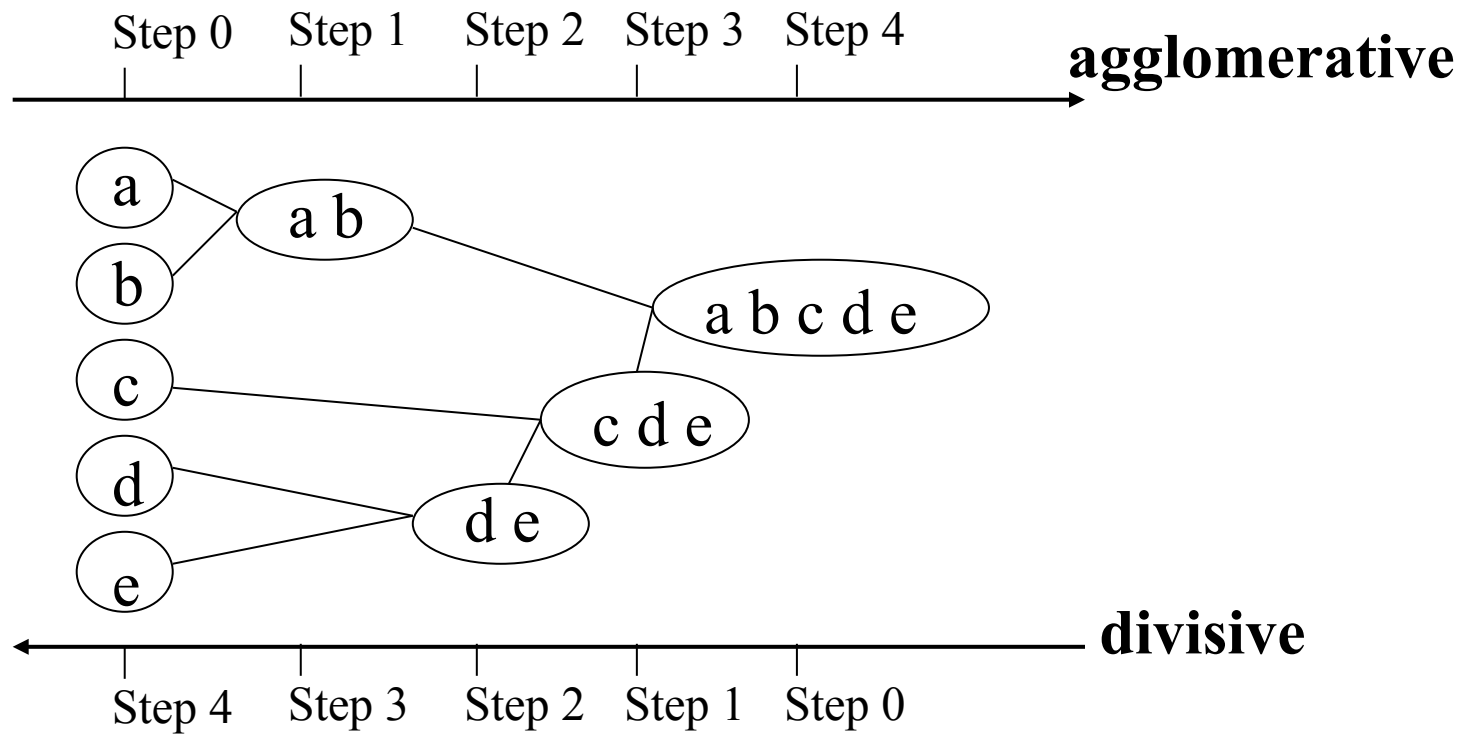 Step 0 Step 1 Step 2 Step 3 Step 4
agglomerative
a
a b
b
a b c d e
c
c d e
d
d e
e
divisive
Step 4 Step 3 Step 2 Step 1 Step 0